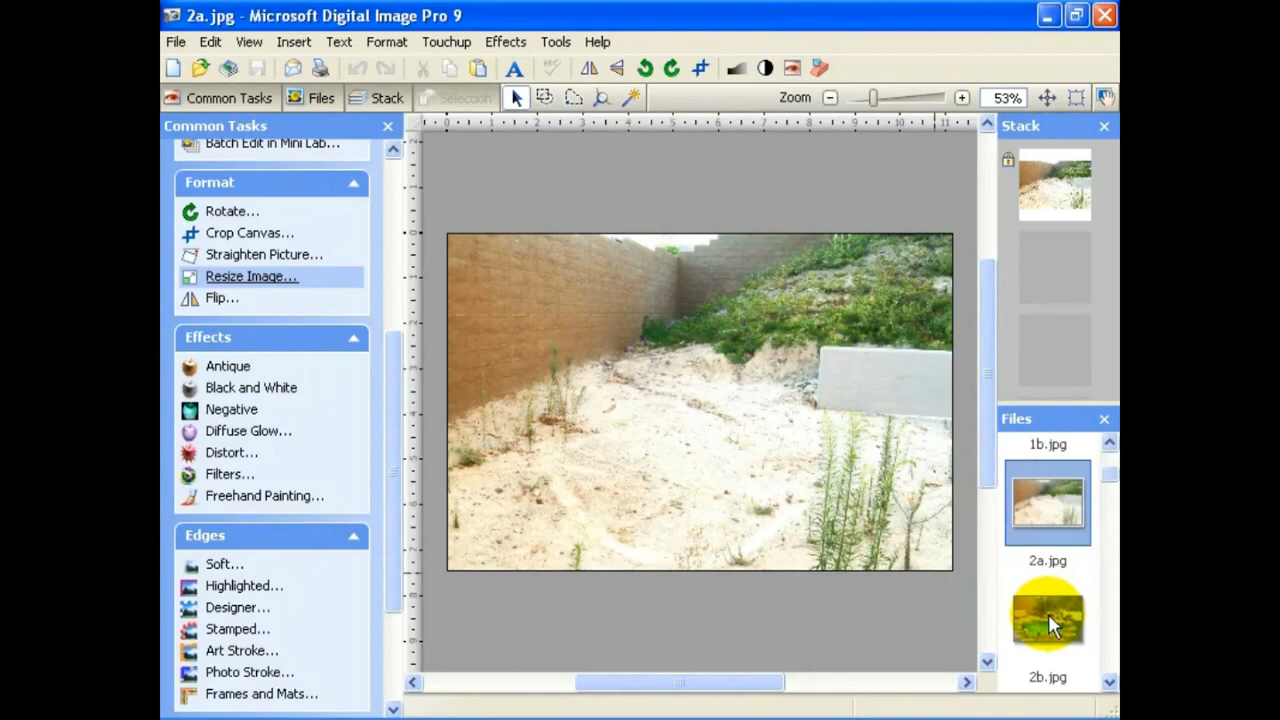 2a.jpg - Microsoft Digital Image Pro 9
File Edit View Insert Text Format Touchup Effects Tools Help
Common Tasks Files Stack Selection Zoom 53%
Common Tasks
Batch Edit in Mini Lab...
Format
Rotate...
Crop Canvas...
Straighten Picture...
Resize Image...
Flip...
Effects
Antique
Black and White
Negative
Diffuse Glow...
Distort...
Filters...
Freehand Painting...
Edges
Soft...
Highlighted...
Designer...
Stamped...
Art Stroke...
Photo Stroke...
Frames and Mats...
Stack
Files
1b.jpg
2a.jpg
2b.jpg